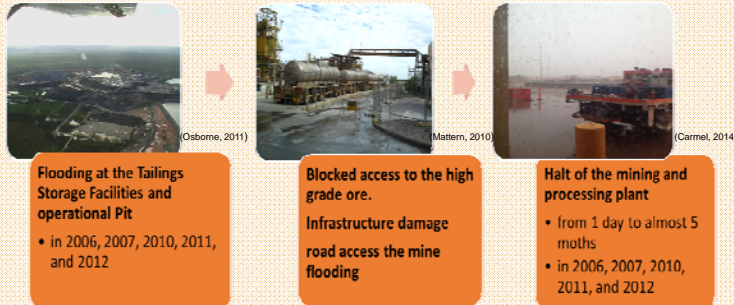 (Osborne, 2011)
(Mattern, 2010)
(Carmel, 2014
Flooding at the Tailings
Storage Facilities and
operational Pit
• in 2006, 2007, 2010, 2011,
and 2012
Blocked access to the high
grade ore.
Infrastructure damage
road access the mine
flooding
Halt of the mining and
processing plant
• from 1 day to almost 5
moths
• in 2006, 2007, 2010,
2011, and 2012